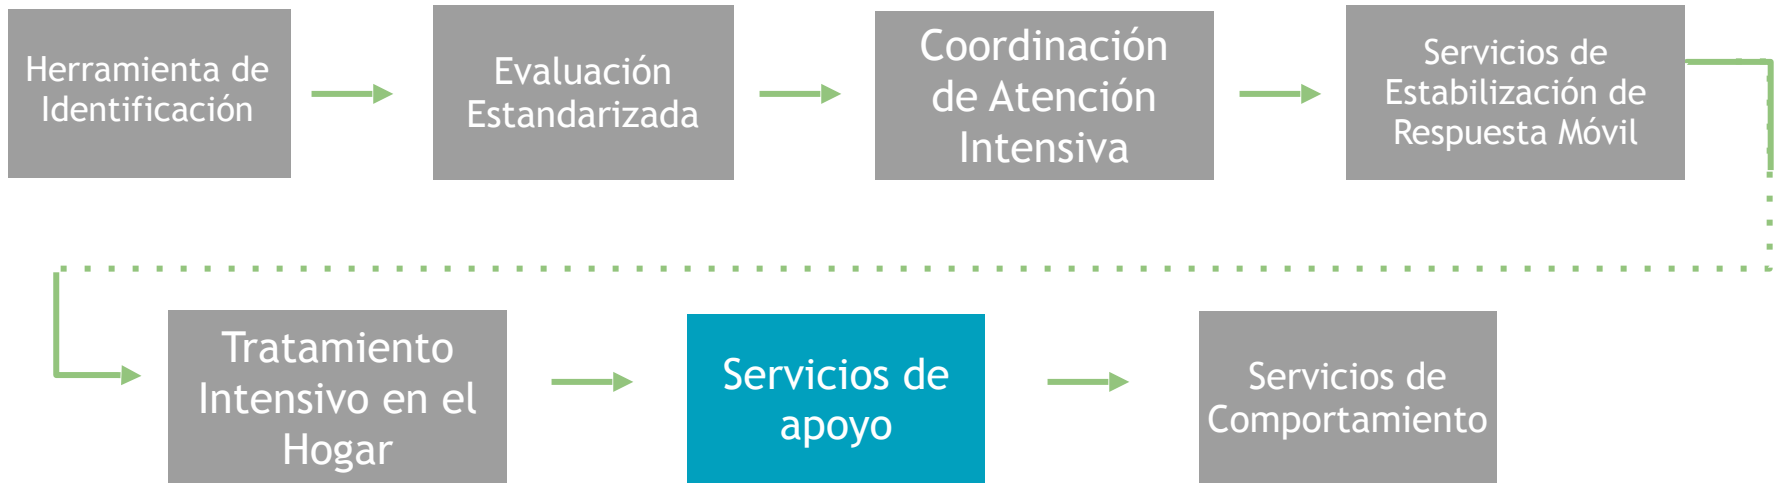 Herramienta de
Identificación
Evaluación
Estandarizada
Coordinación
de Atención
Intensiva
Servicios de
Estabilización de
Respuesta Móvil
Tratamiento
Intensivo en el
Hogar
Servicios de
apoyo
Servicios de
Comportamiento